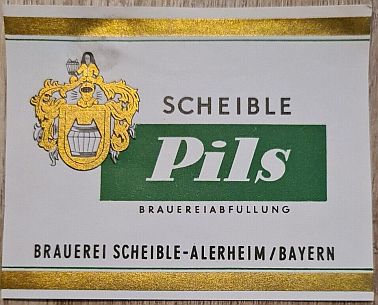 SCHEIBLE
Pils
BRAUEREIABFÜLLUNG
BRAUEREI SCHEIBLE-ALERHEIM/BAYERN